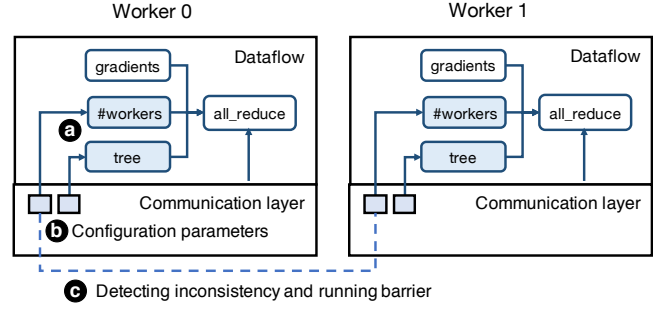 Worker 0
Worker 1
Dataflow
gradients
a #workers
all_reduce
tree
Communication layer
b Configuration parameters
Dataflow
gradients
#workers
all_reduce
tree
Communication layer
c Detecting inconsistency and running barrier